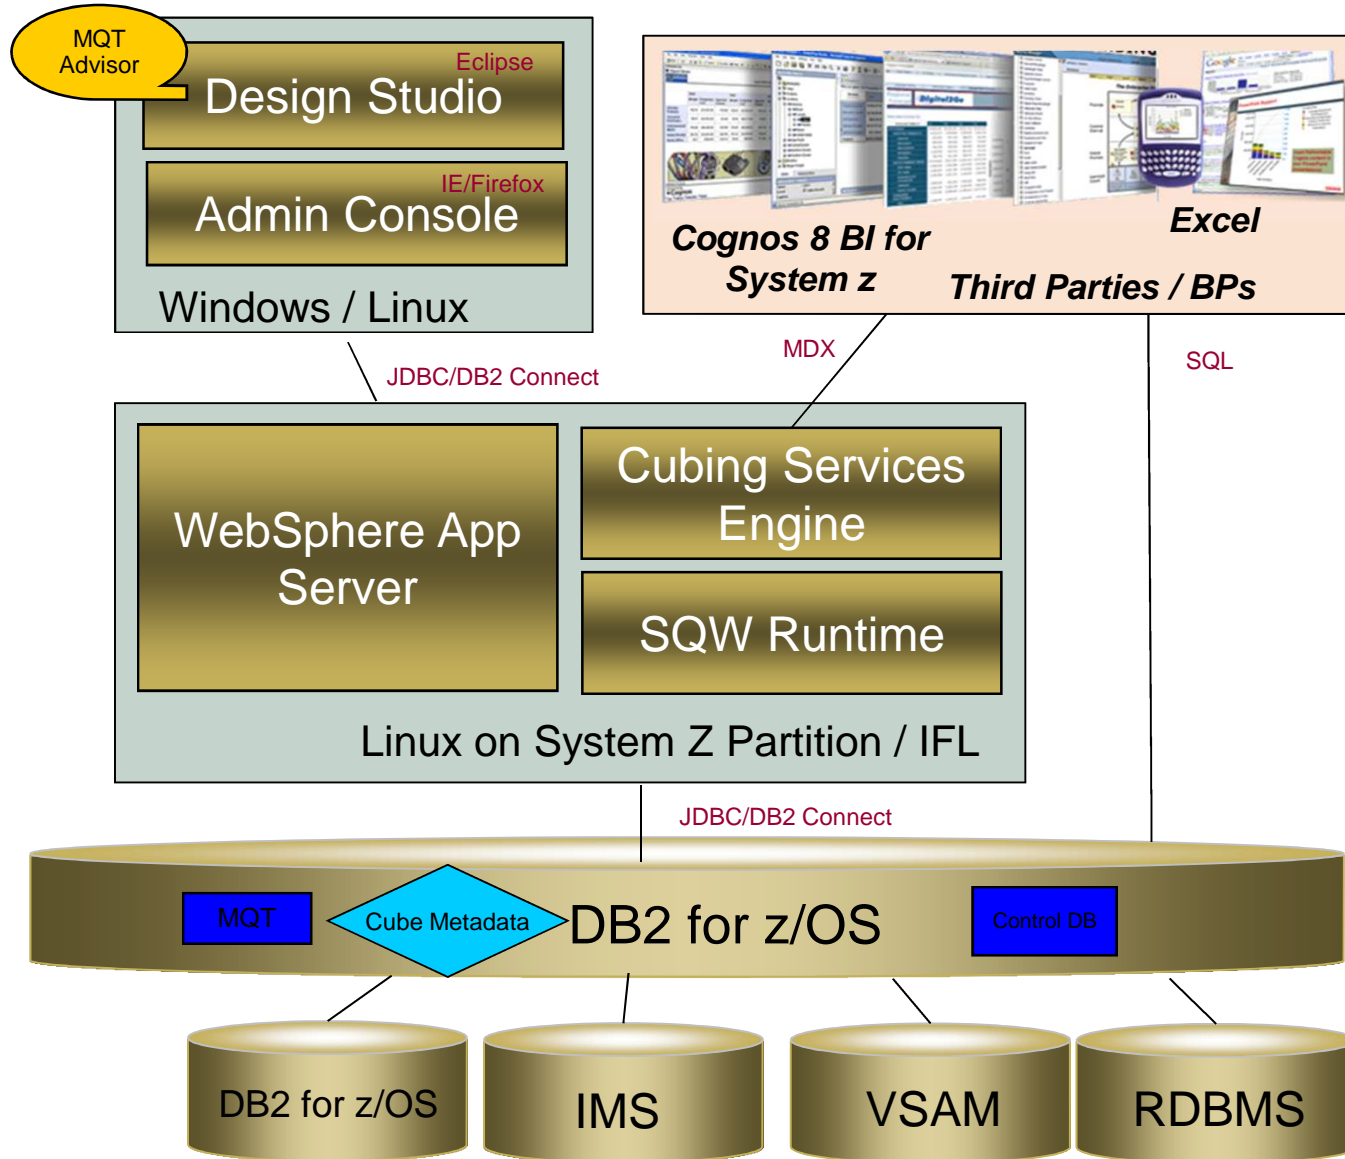 MQT
Advisor
Eclipse
Design Studio
IE/Firefox
Admin Console
Windows / Linux
Google
Cognos 8 BI for
System z
Excel
Third Parties / BPs
JDBC/DB2 Connect
MDX
SQL
WebSphere App
Server
Cubing Services
Engine
SQW Runtime
Linux on System Z Partition / IFL
JDBC/DB2 Connect
MQT
Cube Metadata
DB2 for z/OS
Control DB
DB2 for z/OS
IMS
VSAM
RDBMS